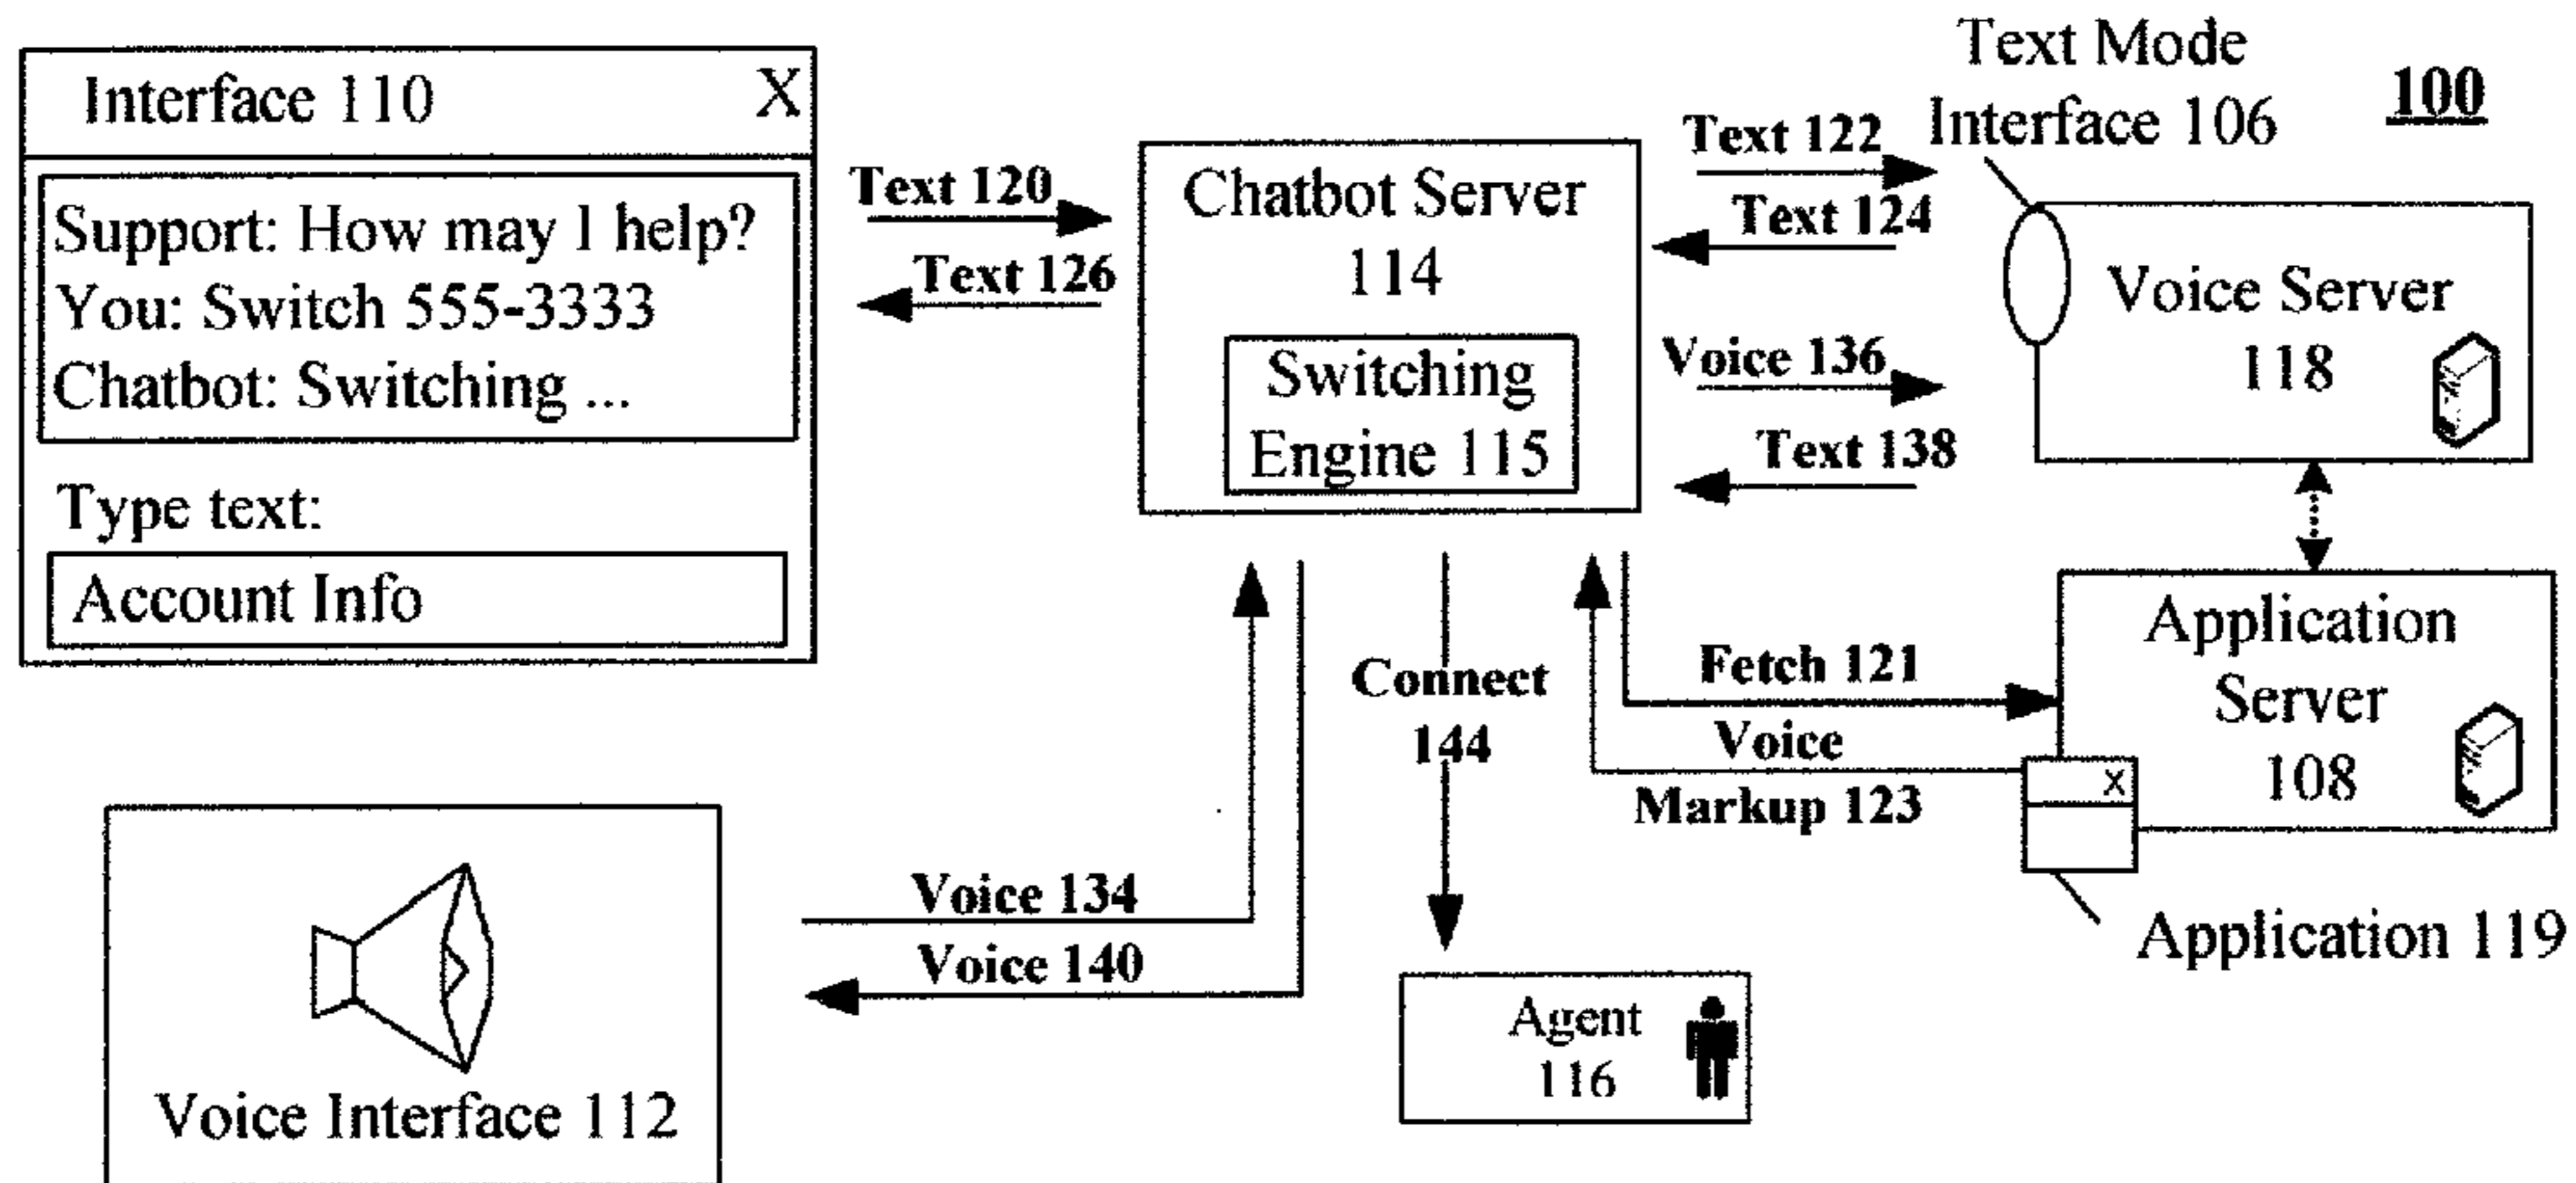 Interface 110 X
Support: How may I help?
You: Switch 555-3333
Chatbot: Switching ...
Type text:
Account Info
Text 120
Text 126
Chatbot Server
114
Switching
Engine 115
Text 122
Text 124
Voice 136
Text 138
Text Mode
Interface 106
100
Voice Server
118
Application
Server
108
X
Application 119
Fetch 121
Voice
Markup 123
Connect
144
Agent
116
Voice 134
Voice 140
Voice Interface 112